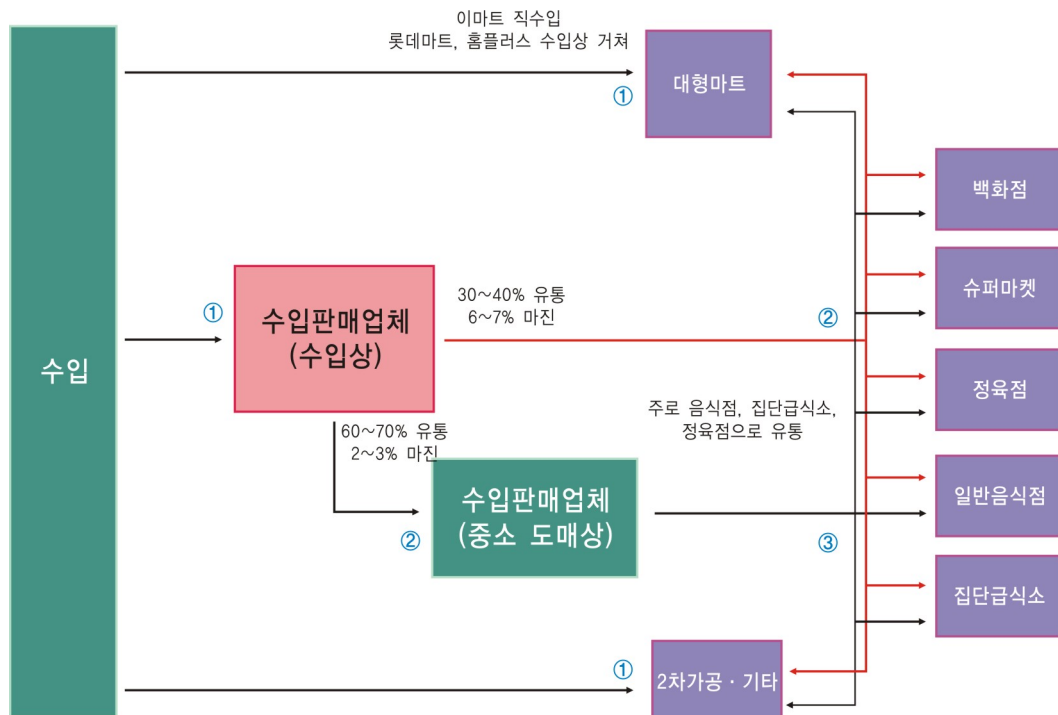 이마트 직수입
롯데마트, 홈플러스 수입상 거쳐
①
대형마트
백화점
수입
①
수입판매업체
(수입상)
30~40% 유통
6~7% 마진
②
슈퍼마켓
60~70% 유통
2~3% 마진
주로 음식점, 집단급식소,
정육점으로 유통
정육점
②
수입판매업체
(중소 도매상)
③
일반음식점
집단급식소
①
2차가공 · 기타